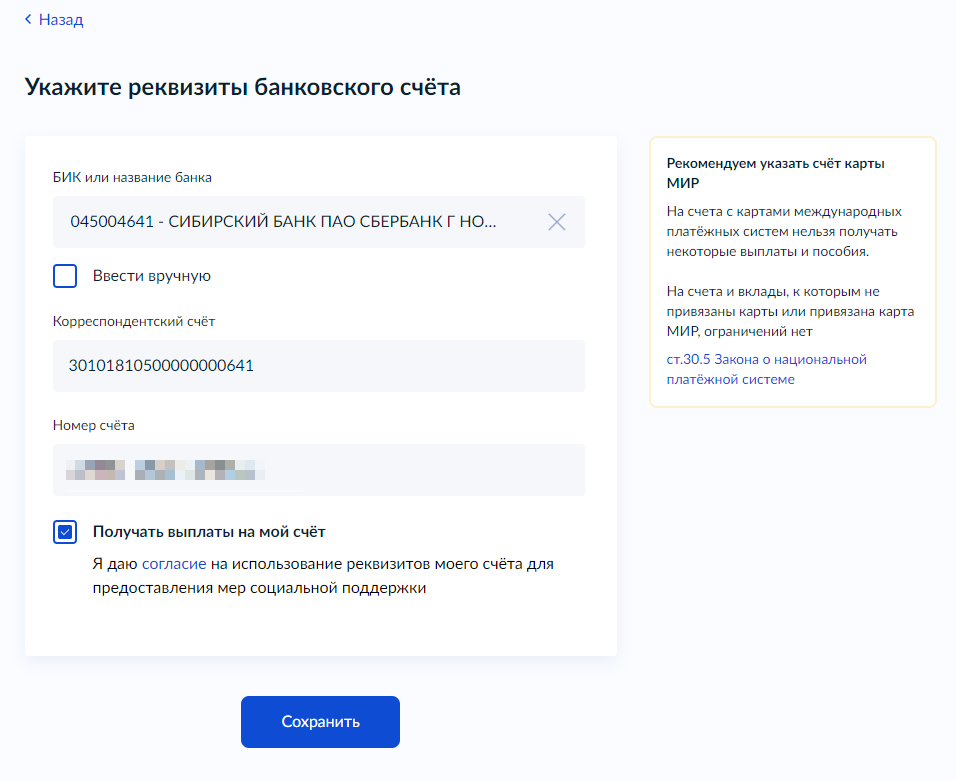 Назад
Укажите реквизиты банковского счёта
БИК или название банка
045004641 - СИБИРСКИЙ БАНК ПАО СБЕРБАНК Г НО...
Ввести вручную
Корреспондентский счёт
30101810500000000641
Номер счёта
Получать выплаты на мой счёт
Я даю согласие на использование реквизитов моего счёта для
предоставления мер социальной поддержки
Сохранить
Рекомендуем указать счёт карты
МИР
На счета с картами международных
платёжных систем нельзя получать
некоторые выплаты и пособия.
На счета и вклады, к которым не
привязаны карты или привязана карта
МИР, ограничений нет
ст.30.5 Закона о национальной
платёжной системе